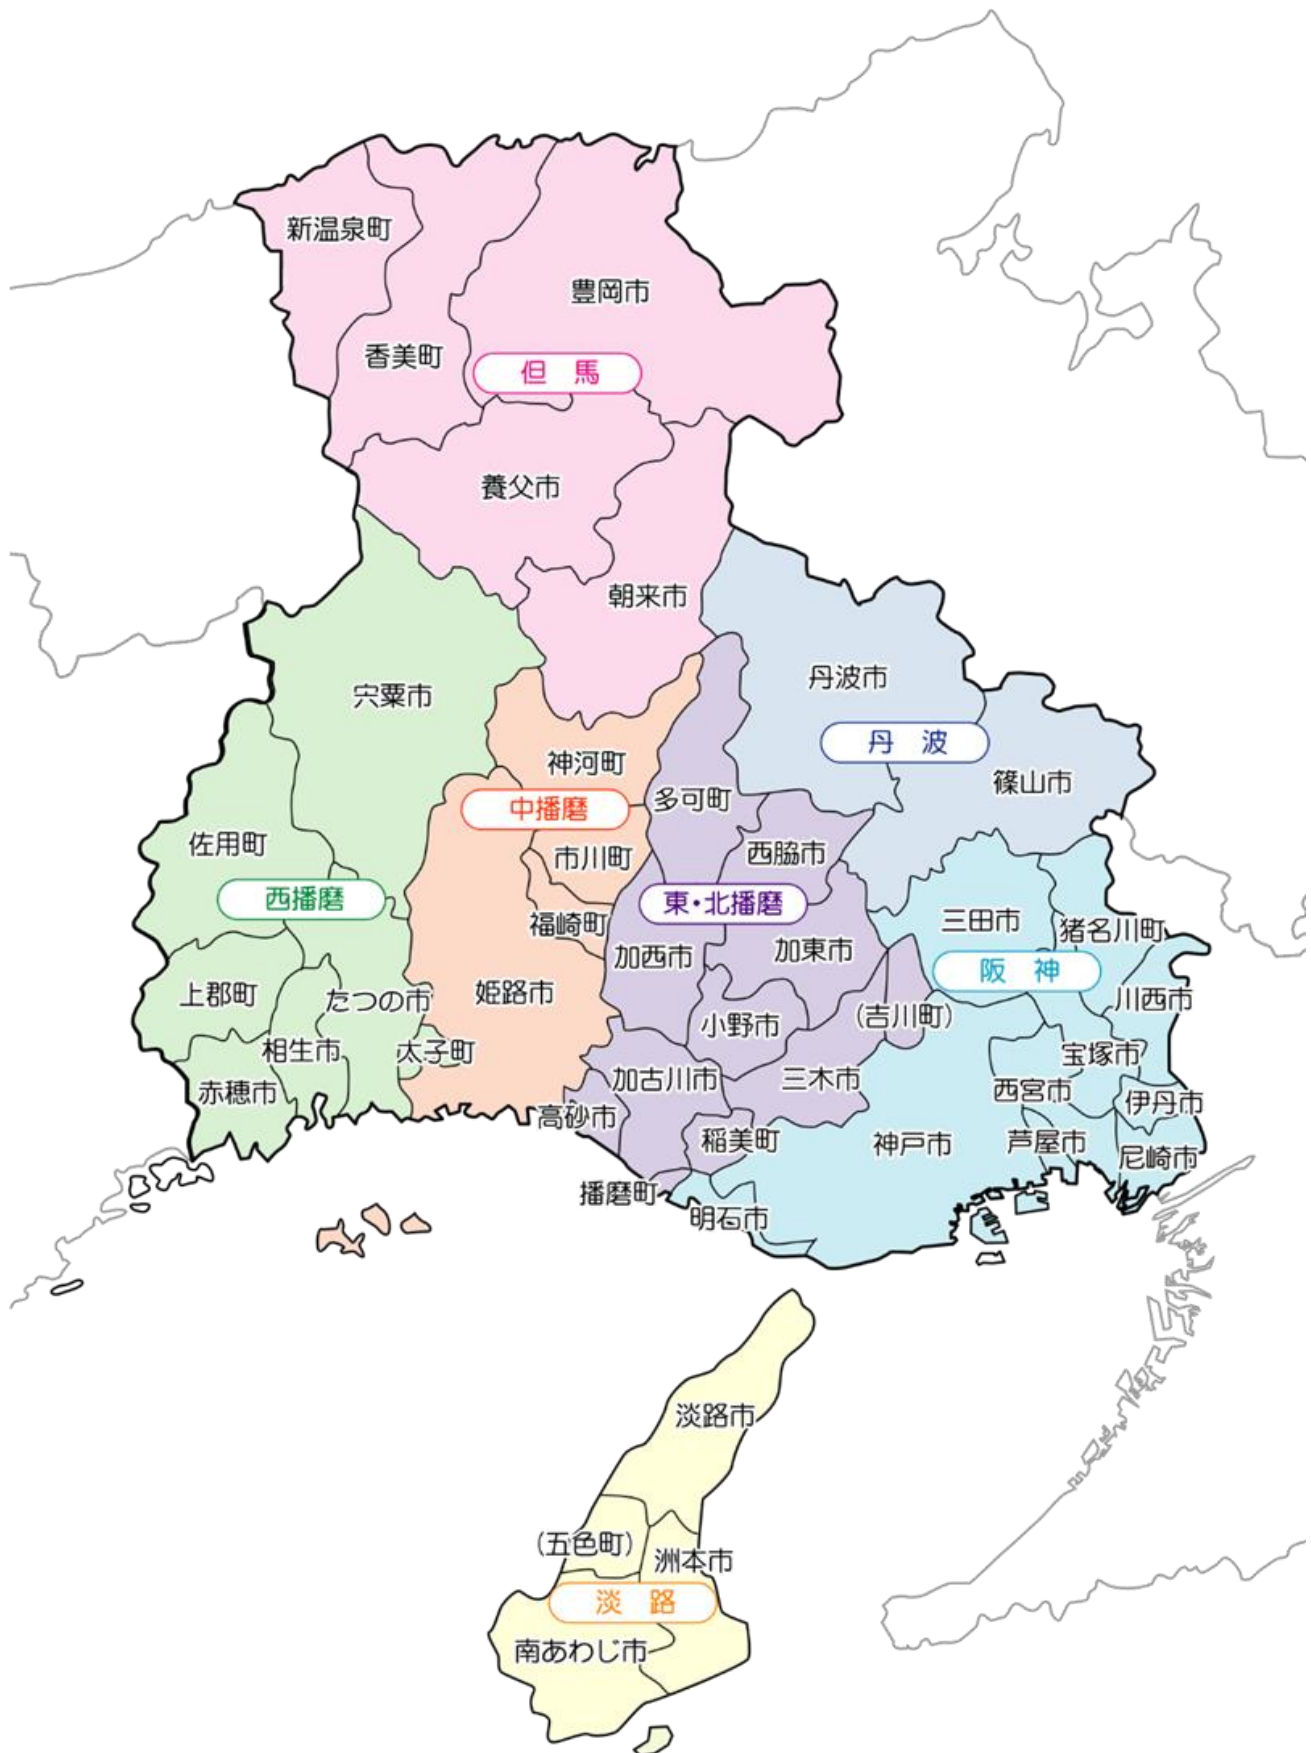 新温泉町
豊岡市
香美町
但　馬
養父市
朝来市
丹波市
宍粟市
丹　波
神河町
篠山市
多可町
中播磨
佐用町
市川町
西脇市
西播磨
東・北播磨
福崎町
三田市
猪名川町
加西市
加東市
阪　神
上郡町
たつの市
姫路市
川西市
小野市
(吉川町)
相生市
太子町
宝塚市
赤穂市
加古川市
三木市
西宮市
伊丹市
高砂市
稲美町
神戸市
芦屋市
尼崎市
播磨町
明石市
淡路市
(五色町)
洲本市
淡　路
南あわじ市